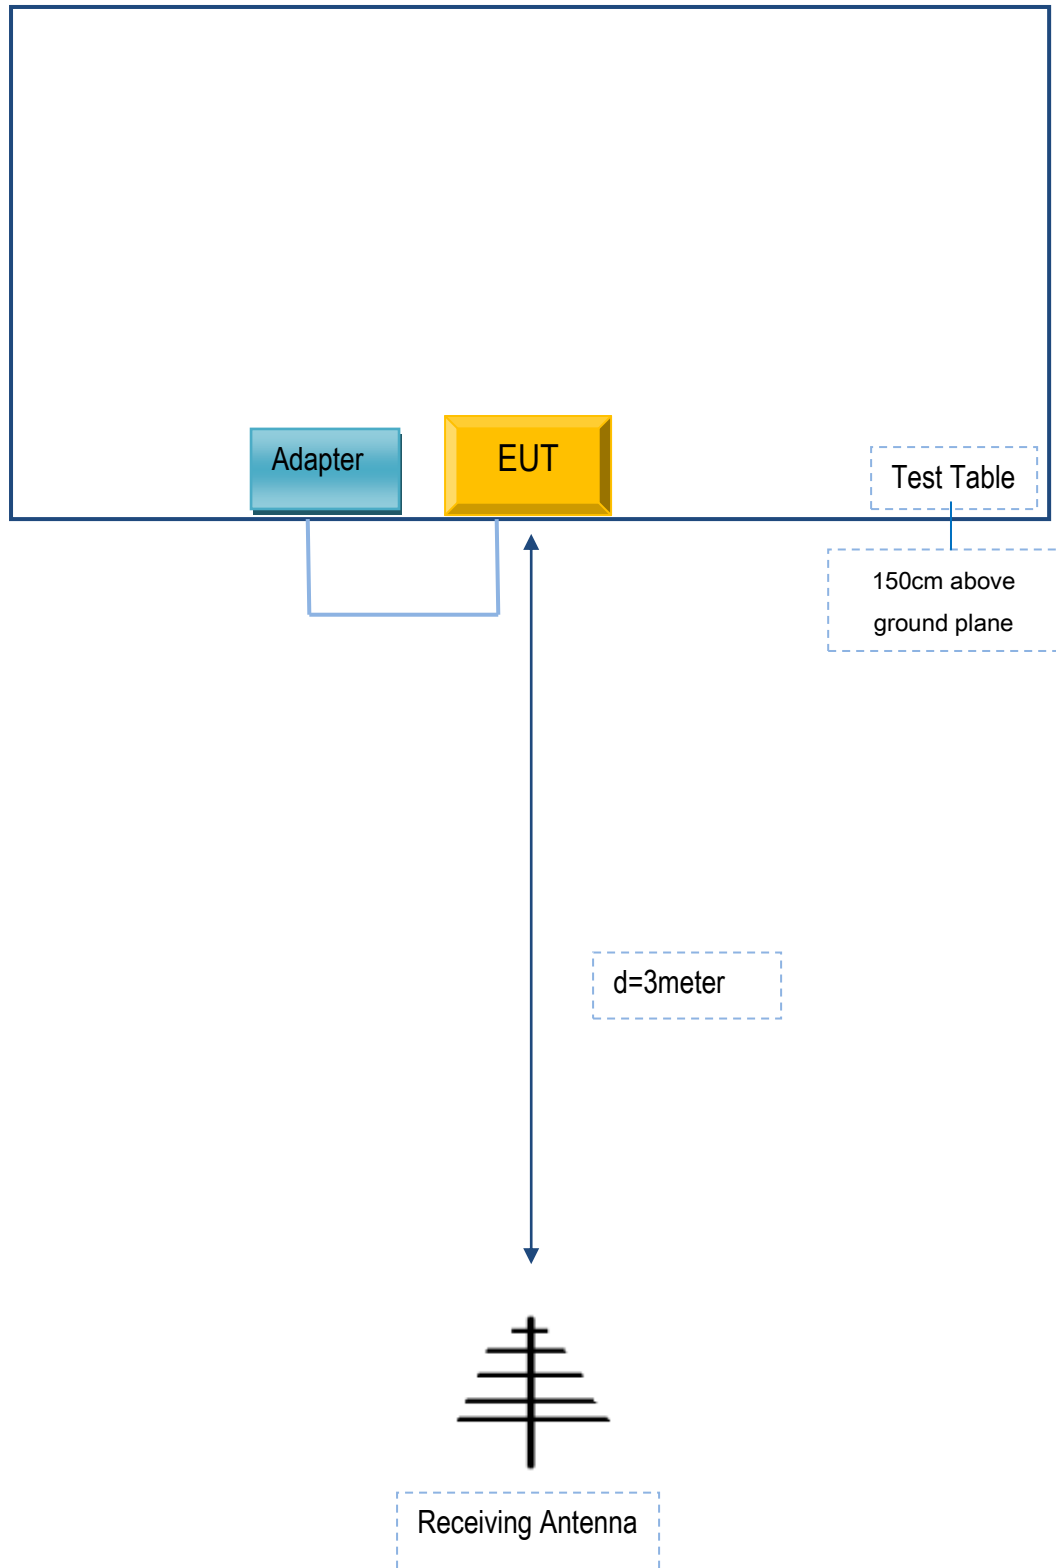 Adapter
EUT
Test Table
150cm above
ground plane
d=3meter
Receiving Antenna